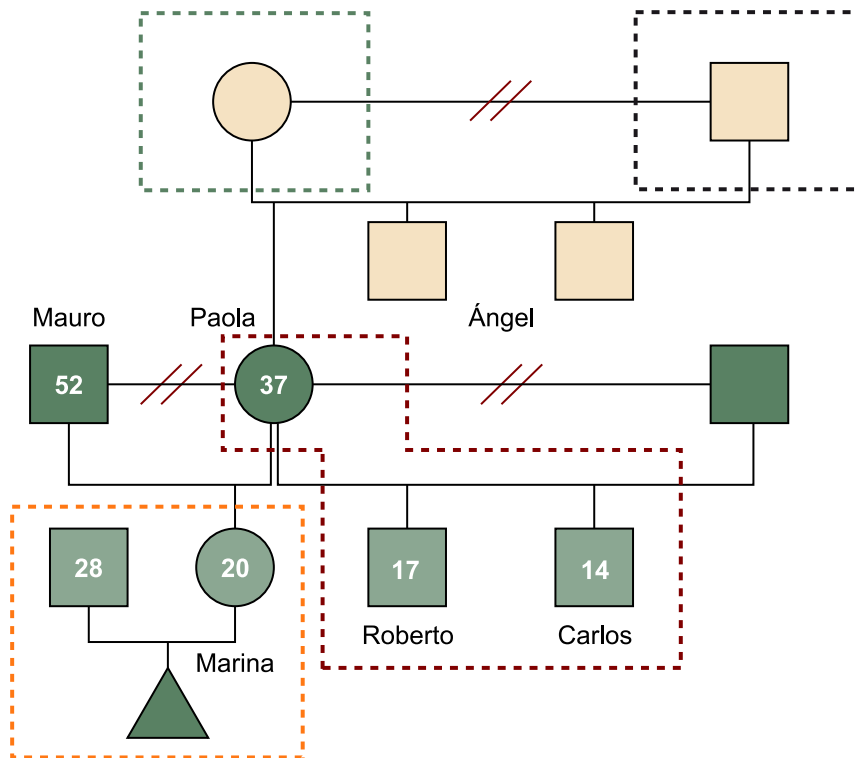 Mauro
Paola
Ángel
52
37
28
20
17
14
Roberto
Carlos
Marina